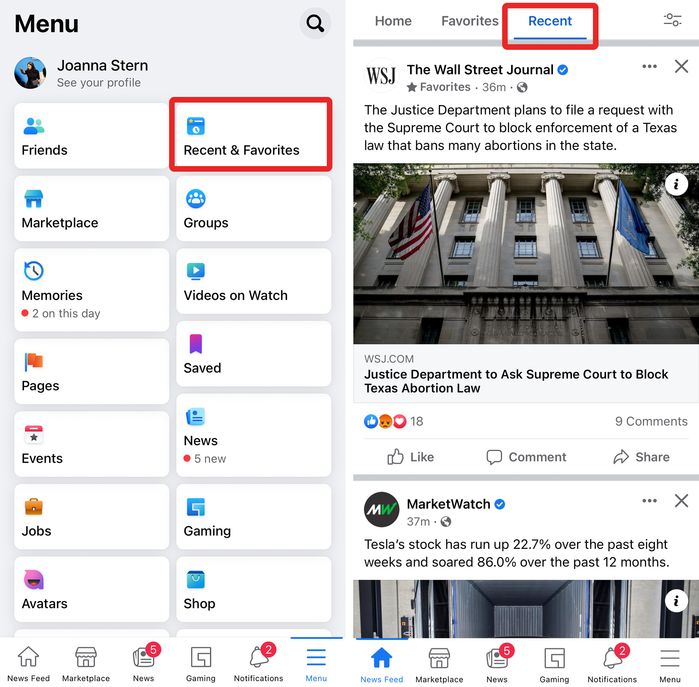 Menu
Joanna Stern
See your profile
Friends
Recent & Favorites
Marketplace
Groups
Memories
2 on this day
Videos on Watch
Saved
Pages
News
5 new
Events
Jobs
Gaming
Avatars
Shop
News Feed
Marketplace
5
News
Gaming
2
Notifications
Menu
Home Favorites Recent
WSJ
The Wall Street Journal
Favorites · 36m ·
The Justice Department plans to file a request with
the Supreme Court to block enforcement of a Texas
law that bans many abortions in the state.
i
WSJ.COM
Justice Department to Ask Supreme Court to Block
Texas Abortion Law
18
9 Comments
Like Comment Share
MW
MarketWatch
37m ·
Tesla's stock has run up 22.7% over the past eight
weeks and soared 86.0% over the past 12 months.
i
News Feed
Marketplace
5
News
Gaming
2
Notifications
Menu